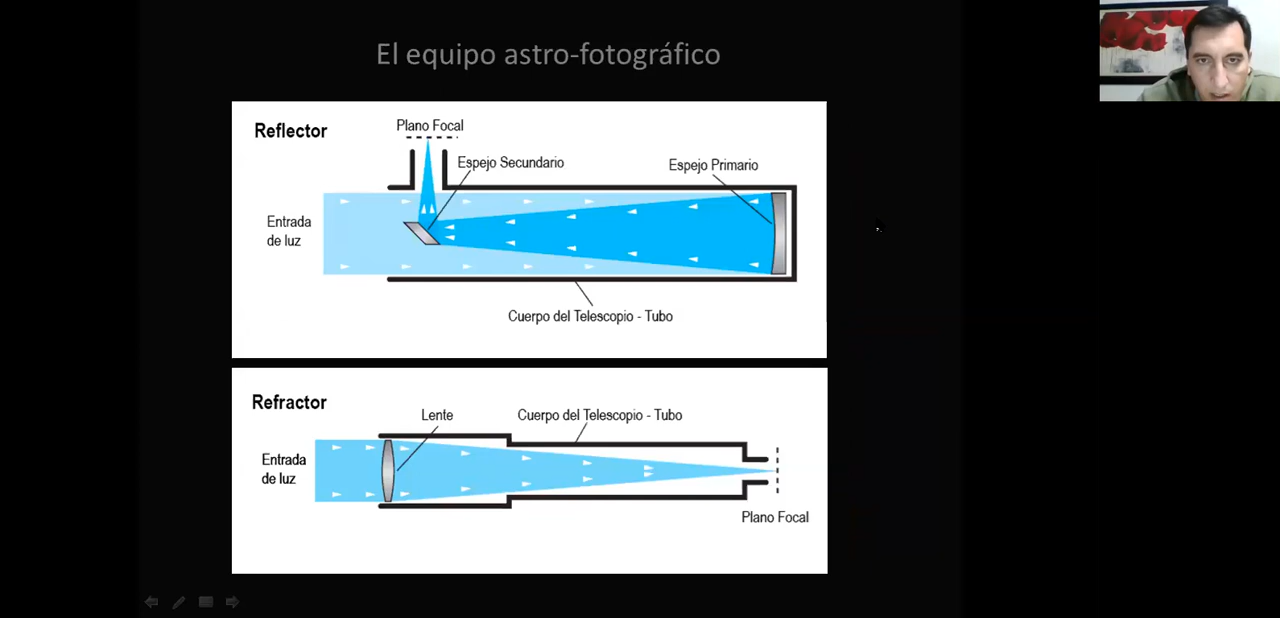 El equipo astro-fotográfico
Reflector
Plano Focal
Espejo Secundario
Espejo Primario
Entrada
de luz
Cuerpo del Telescopio - Tubo
Refractor
Lente
Cuerpo del Telescopio - Tubo
Entrada
de luz
Plano Focal